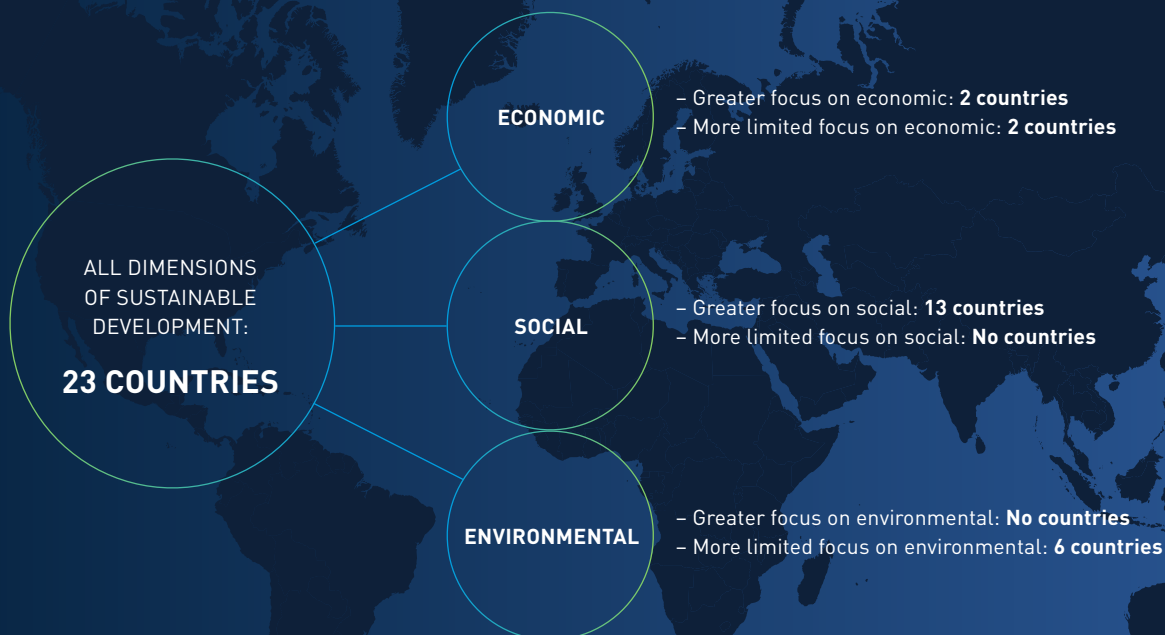 ALL DIMENSIONS
OF SUSTAINABLE
DEVELOPMENT:
23 COUNTRIES
ECONOMIC
– Greater focus on economic: 2 countries
– More limited focus on economic: 2 countries
SOCIAL
– Greater focus on social: 13 countries
– More limited focus on social: No countries
ENVIRONMENTAL
– Greater focus on environmental: No countries
– More limited focus on environmental: 6 countries